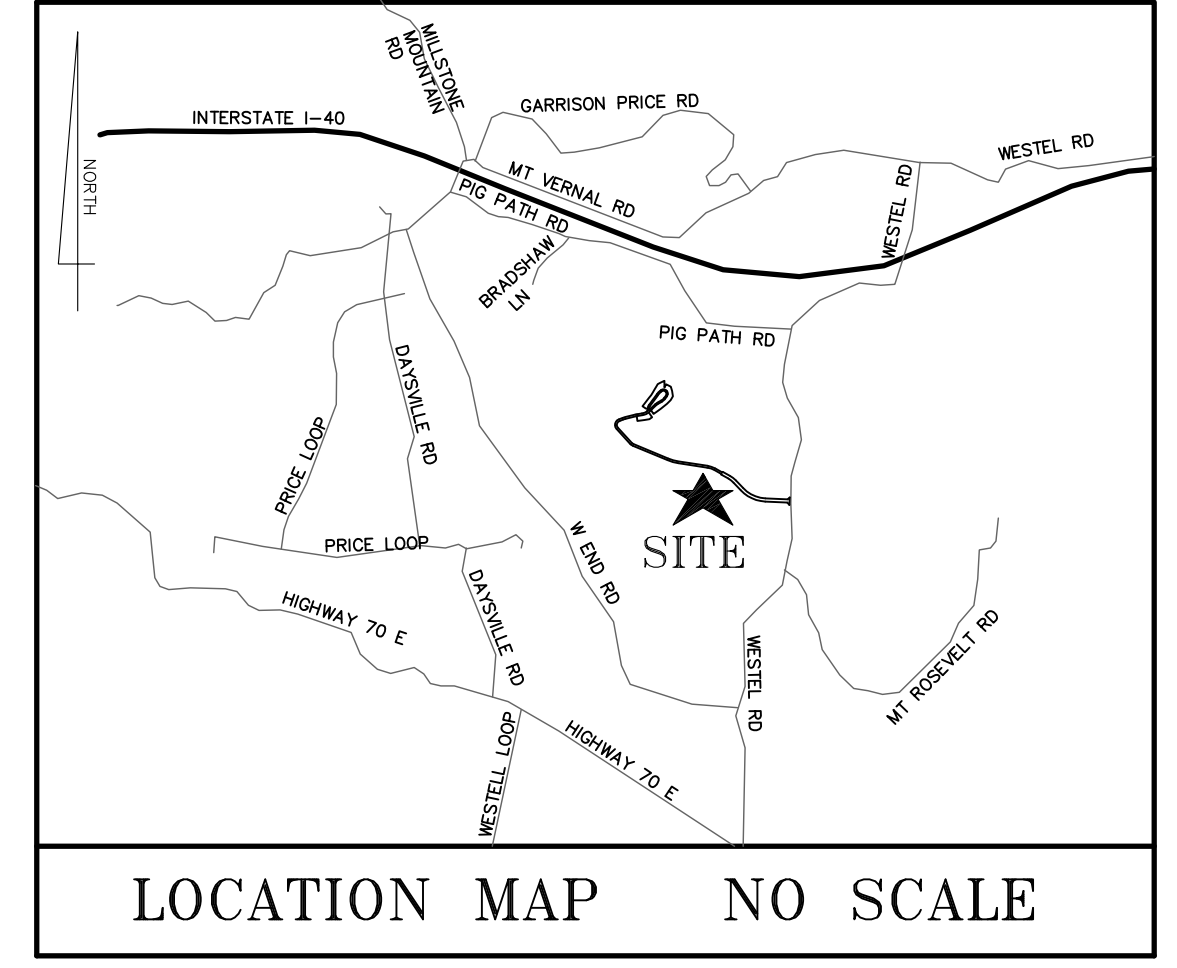 MILLSTONE
MOUNTAIN
RD
GARRISON PRICE RD
INTERSTATE I-40
WESTEL RD
NORTH
MT VERNAL RD
PIG PATH RD
WESTEL RD
BRADSHAW
LN
PIG PATH RD
DAYSVILLE RD
PRICE LOOP
SITE
PRICE LOOP
W END RD
HIGHWAY 70 E
DAYSVILLE RD
WESTEL RD
MT ROSEVELT RD
WESTELL LOOP
HIGHWAY 70 E
LOCATION MAP NO SCALE